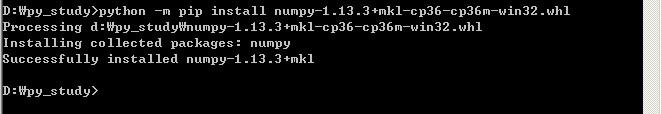 D:₩py_study>python -m pip install numpy-1.13.3+mkl-cp36-cp36m-win32.whl
Processing d:₩py_study₩numpy-1.13.3+mkl-cp36-cp36m-win32.whl
Installing collected packages: numpy
Successfully installed numpy-1.13.3+mkl
D:₩py_study>